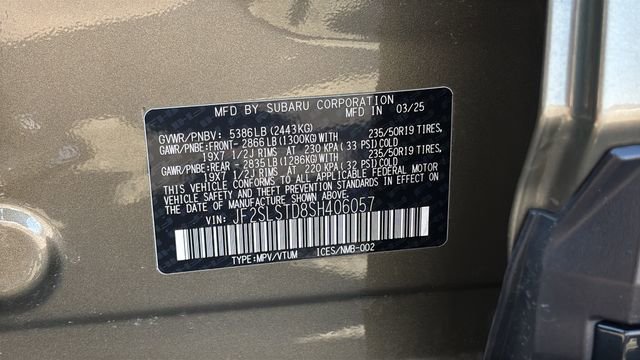 MFD BY SUBARU CORPORATION
MFD IN 03/25
GVWR/PNBV: 5386LB(2443KG)
GAWR/PNBE:FRONT- 2866LB(1300KG)WITH 235/50R19 TIRES,
19X7 1/2J RIMS AT 230 KPA(33 PSI)COLD
GAWR/PNBE:REAR - 2835LB(1286KG)WITH 235/50R19 TIRES,
19X7 1/2J RIMS AT 220 KPA(32 PSI)COLD
THIS VEHICLE CONFORMS TO ALL APPLICABLE FEDERAL MOTOR
VEHICLE SAFETY AND THEFT PREVENTION STANDARDS IN EFFECT
ON THE DATE OF MANUFACTURE SHOWN ABOVE.
VIN: JF2SLSTD8SH406057
TYPE:MPV/VTUM ICES/NMB-002